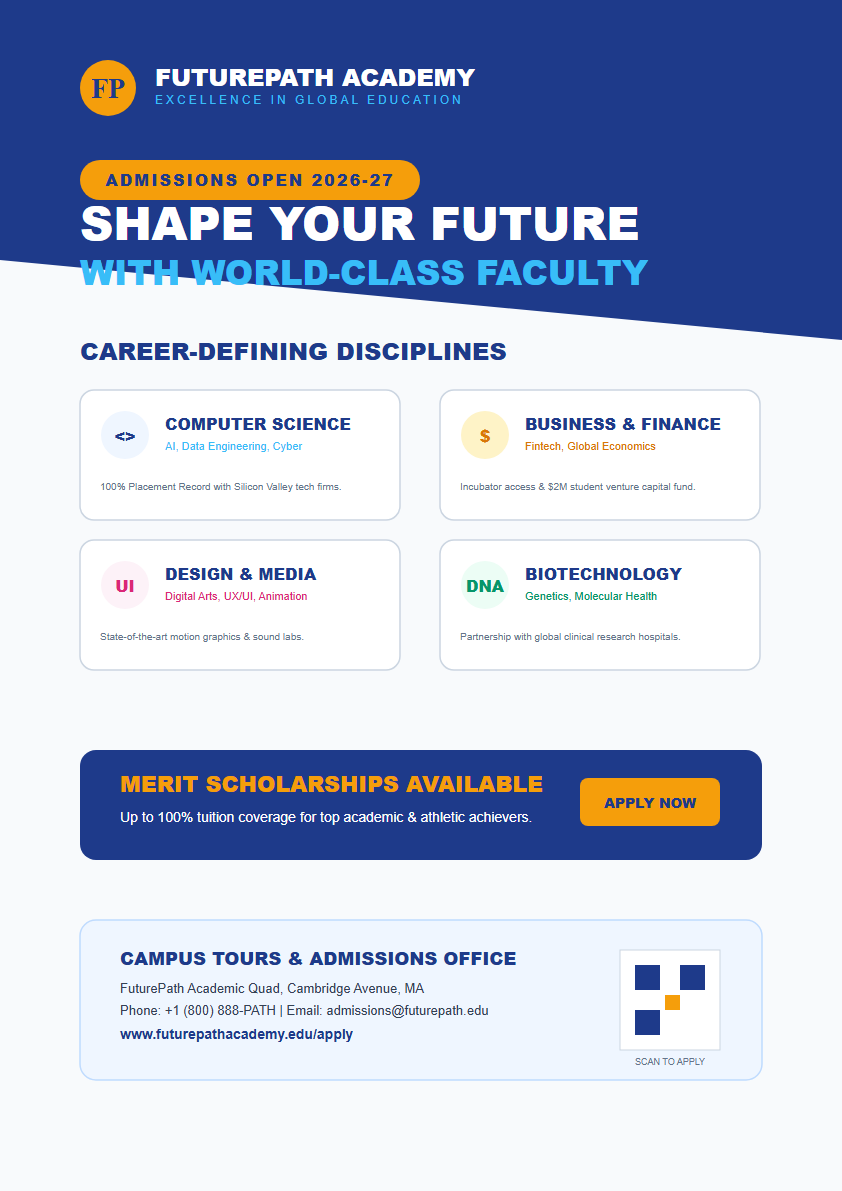 FP
FUTUREPATH ACADEMY
EXCELLENCE IN GLOBAL EDUCATION
ADMISSIONS OPEN 2026-27
SHAPE YOUR FUTURE
WITH WORLD-CLASS FACULTY
CAREER-DEFINING DISCIPLINES
<>
COMPUTER SCIENCE
AI, Data Engineering, Cyber
100% Placement Record with Silicon Valley tech firms.
$
BUSINESS & FINANCE
Fintech, Global Economics
Incubator access & $2M student venture capital fund.
UI
DESIGN & MEDIA
Digital Arts, UX/UI, Animation
State-of-the-art motion graphics & sound labs.
DNA
BIOTECHNOLOGY
Genetics, Molecular Health
Partnership with global clinical research hospitals.
MERIT SCHOLARSHIPS AVAILABLE
Up to 100% tuition coverage for top academic & athletic achievers.
APPLY NOW
CAMPUS TOURS & ADMISSIONS OFFICE
FuturePath Academic Quad, Cambridge Avenue, MA
Phone: +1 (800) 888-PATH | Email: admissions@futurepath.edu
www.futurepathacademy.edu/apply
SCAN TO APPLY